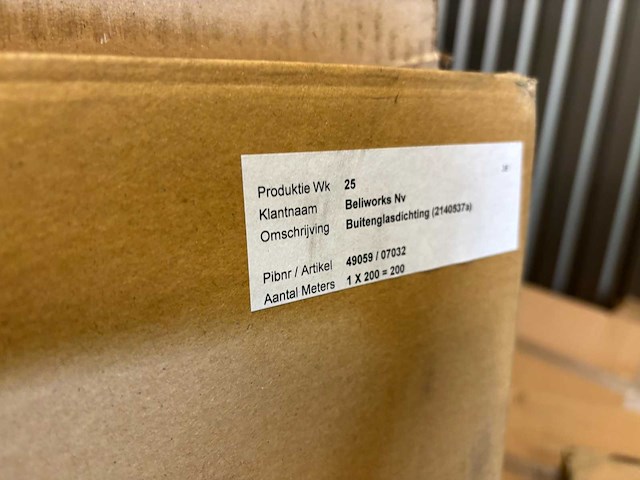 Produktie Wk 25
Klantnaam Beliworks Nv
Omschrijving Buitenglasdichting (2140537a)
Pibnr / Artikel 49059 / 07032
Aantal Meters 1 X 200 = 200